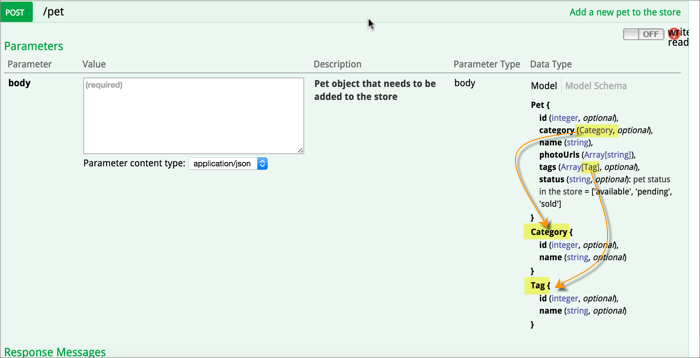 POST /pet Add a new pet to the store
OFF write
read
Parameters
Parameter Value Description Parameter Type Data Type
body (required) Pet object that needs to be added to the store body Model Model Schema
Parameter content type: application/json
Pet {
id (integer, optional),
category (Category, optional),
name (string),
photoUrls (Array[string]),
tags (Array[Tag], optional),
status (string, optional): pet status
in the store = ['available', 'pending',
'sold']
}
Category {
id (integer, optional),
name (string, optional)
}
Tag {
id (integer, optional),
name (string, optional)
}
Response Messages